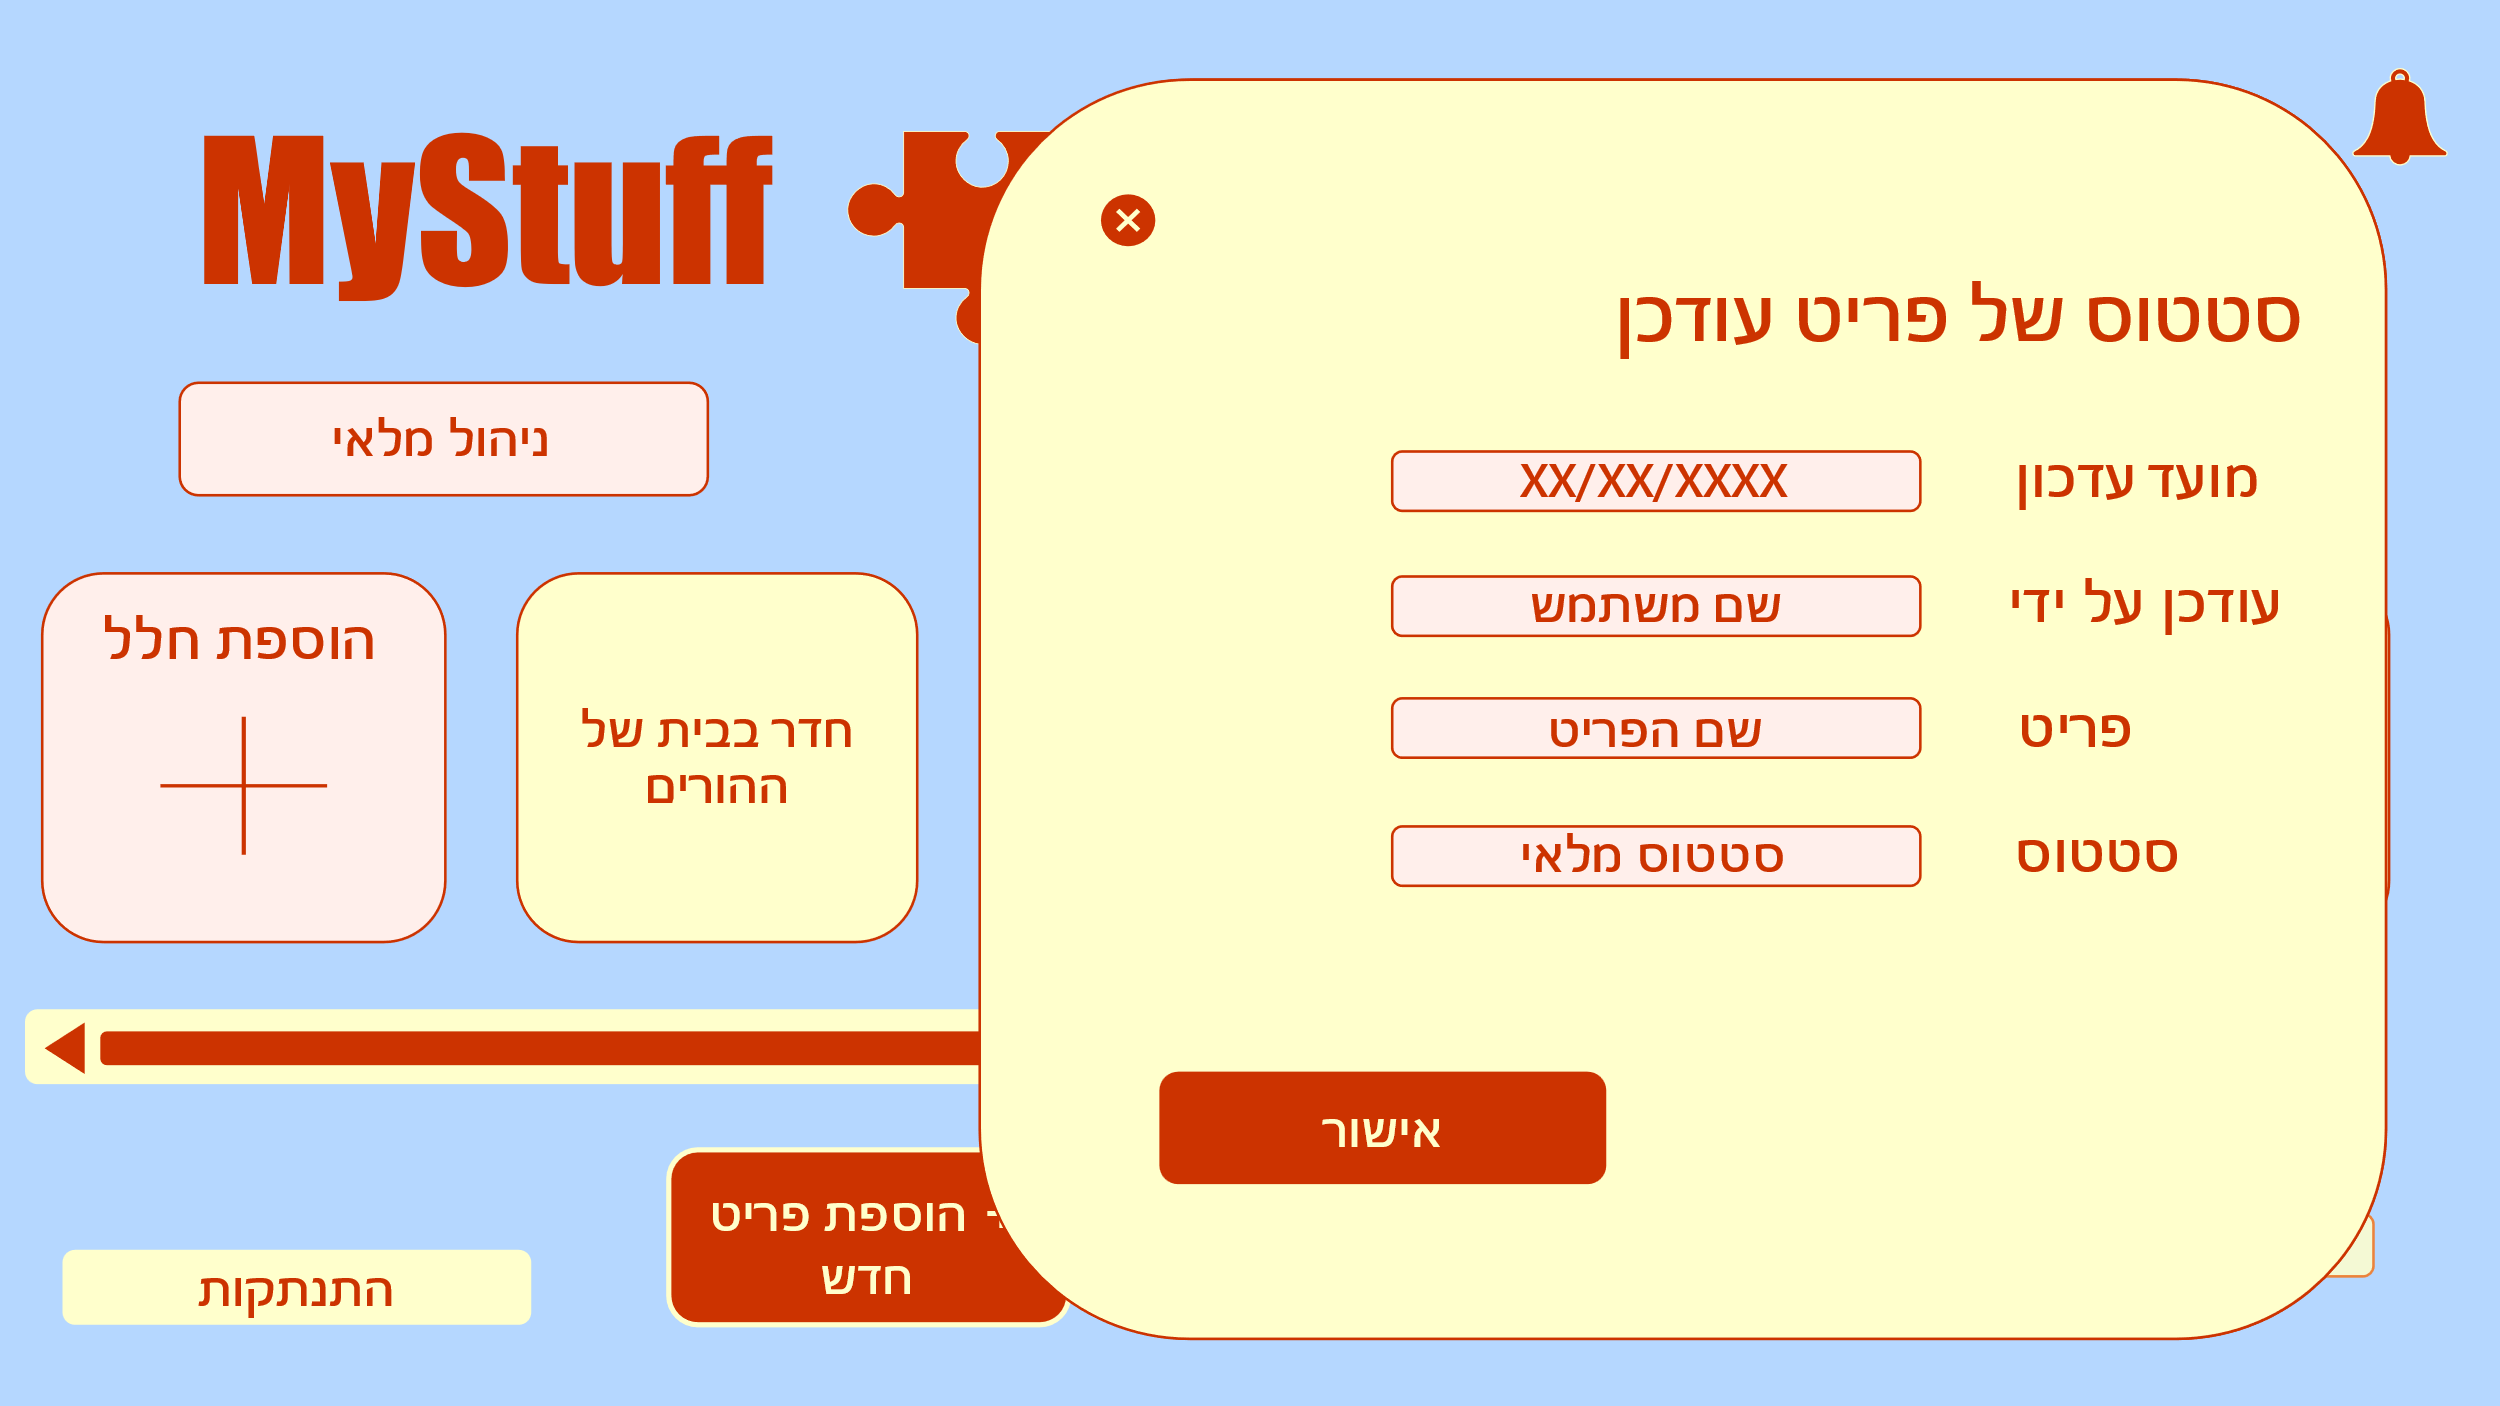 MyStuff
סטטוס של פריט עודכן
ניהול מלאי
מועד עדכון
XX/XX/XXXX
עודכן על ידי
שם משתמש
פריט
שם הפריט
סטטוס
סטטוס מלאי
הוספת חלל
חדר בבית של
ההורים
אישור
הוספת פריט
חדש
התנתקות